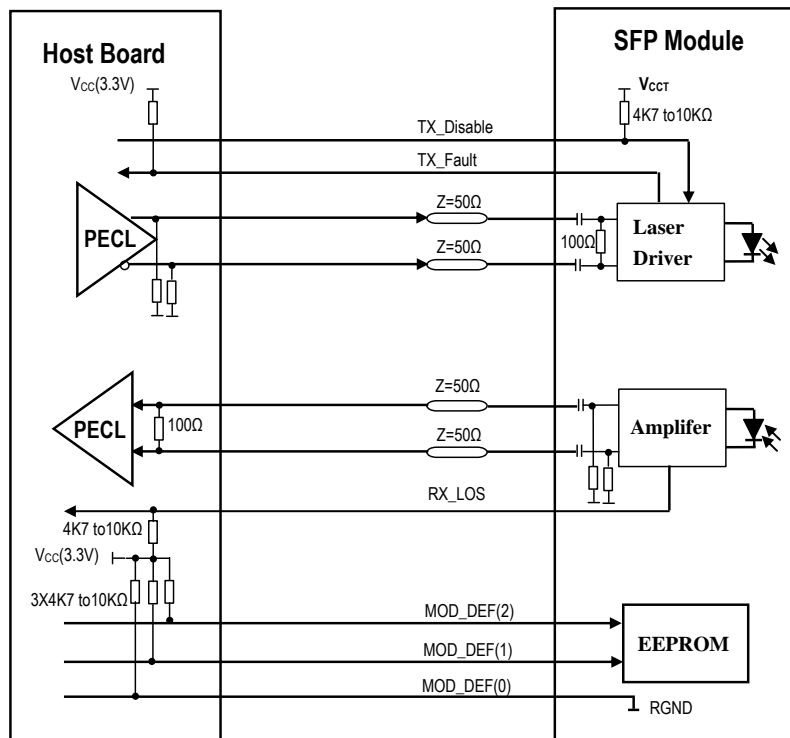 Host Board
SFP Module
Vcc(3.3V)
VCCT
4K7 to10KΩ
TX_Disable
TX_Fault
PECL
Z=50Ω
Z=50Ω
100Ω
Laser
Driver
PECL
100Ω
Z=50Ω
Z=50Ω
Amplifer
RX_LOS
4K7 to10KΩ
Vcc(3.3V)
3X4K7 to10KΩ
MOD_DEF(2)
MOD_DEF(1)
MOD_DEF(0)
EEPROM
RGND